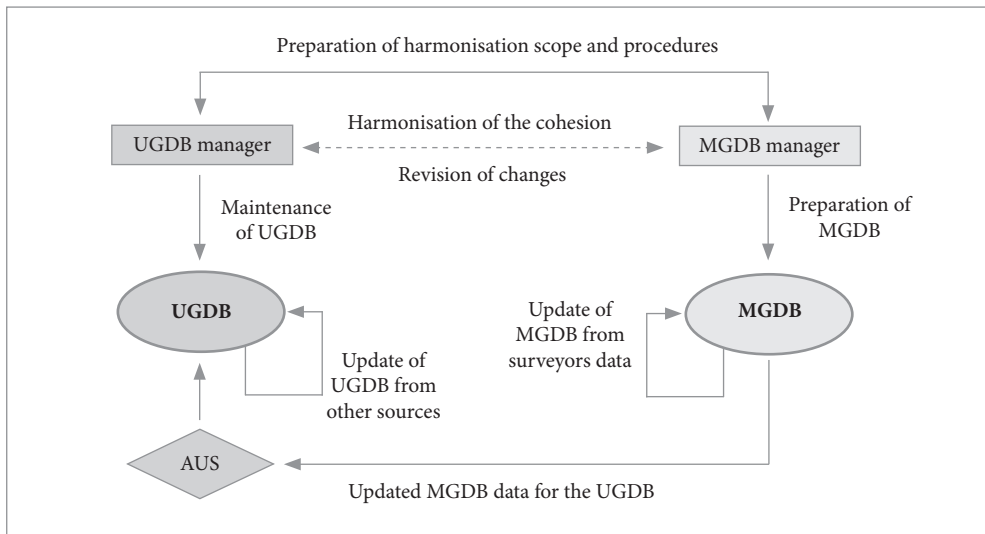 Preparation of harmonisation scope and procedures
UGDB manager
Harmonisation of the cohesion
MGDB manager
Revision of changes
Maintenance
of UGDB
Preparation of
MGDB
UGDB
Update of
UGDB from
other sources
Update of
MGDB from
surveyors data
MGDB
AUS
Updated MGDB data for the UGDB